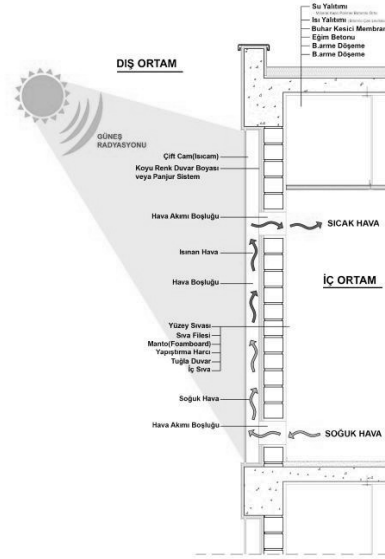 Su Yalıtımı
Isı Yalıtımı
Buhar Kesici Membran
Eğim Betonu
B.arme Döşeme
B.arme Döşeme
DIŞ ORTAM
GÜNEŞ
RADYASYONU
Çift Cam(Isıcam)
Koyu Renk Duvar Boyası
veya Panjur Sistem
Hava Akımı Boşluğu
SICAK HAVA
Isınan Hava
İÇ ORTAM
Hava Boşluğu
Yüzey Sıvası
Sıva Filesi
Manto(Foamboard)
Yapıştırma Harcı
Tuğla Duvar
İç Sıva
Soğuk Hava
Hava Akımı Boşluğu
SOĞUK HAVA